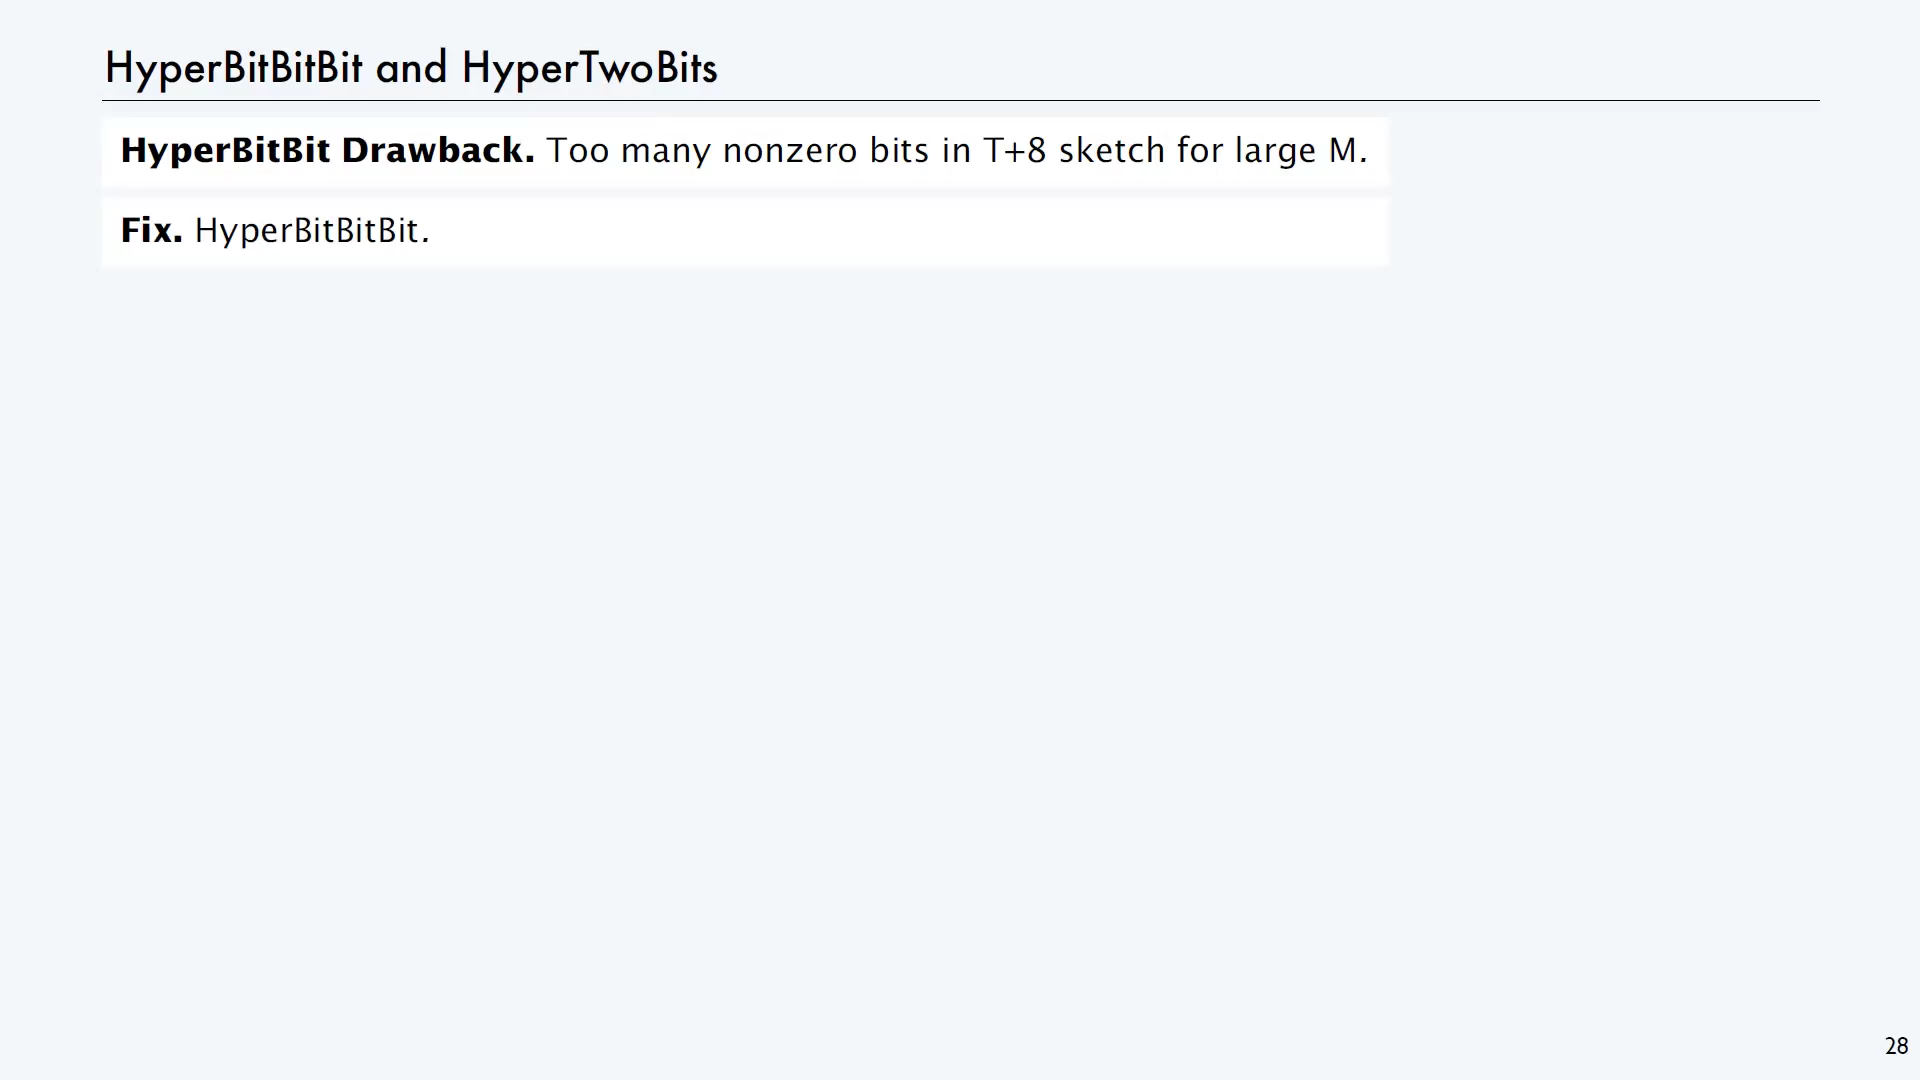 HyperBitBitBit and HyperTwoBits
HyperBitBit Drawback. Too many nonzero bits in T+8 sketch for large M.
Fix. HyperBitBitBit.
28